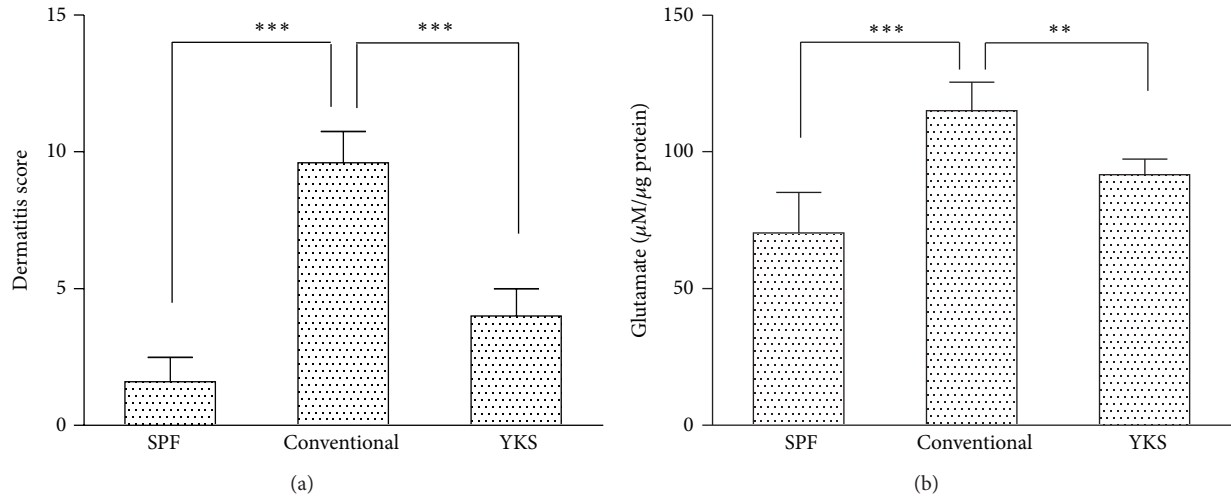 15
10
5
0
Dermatitis score
***
***
SPF
Conventional
YKS
(a)
150
100
50
0
Glutamate (μM/μg protein)
***
**
SPF
Conventional
YKS
(b)